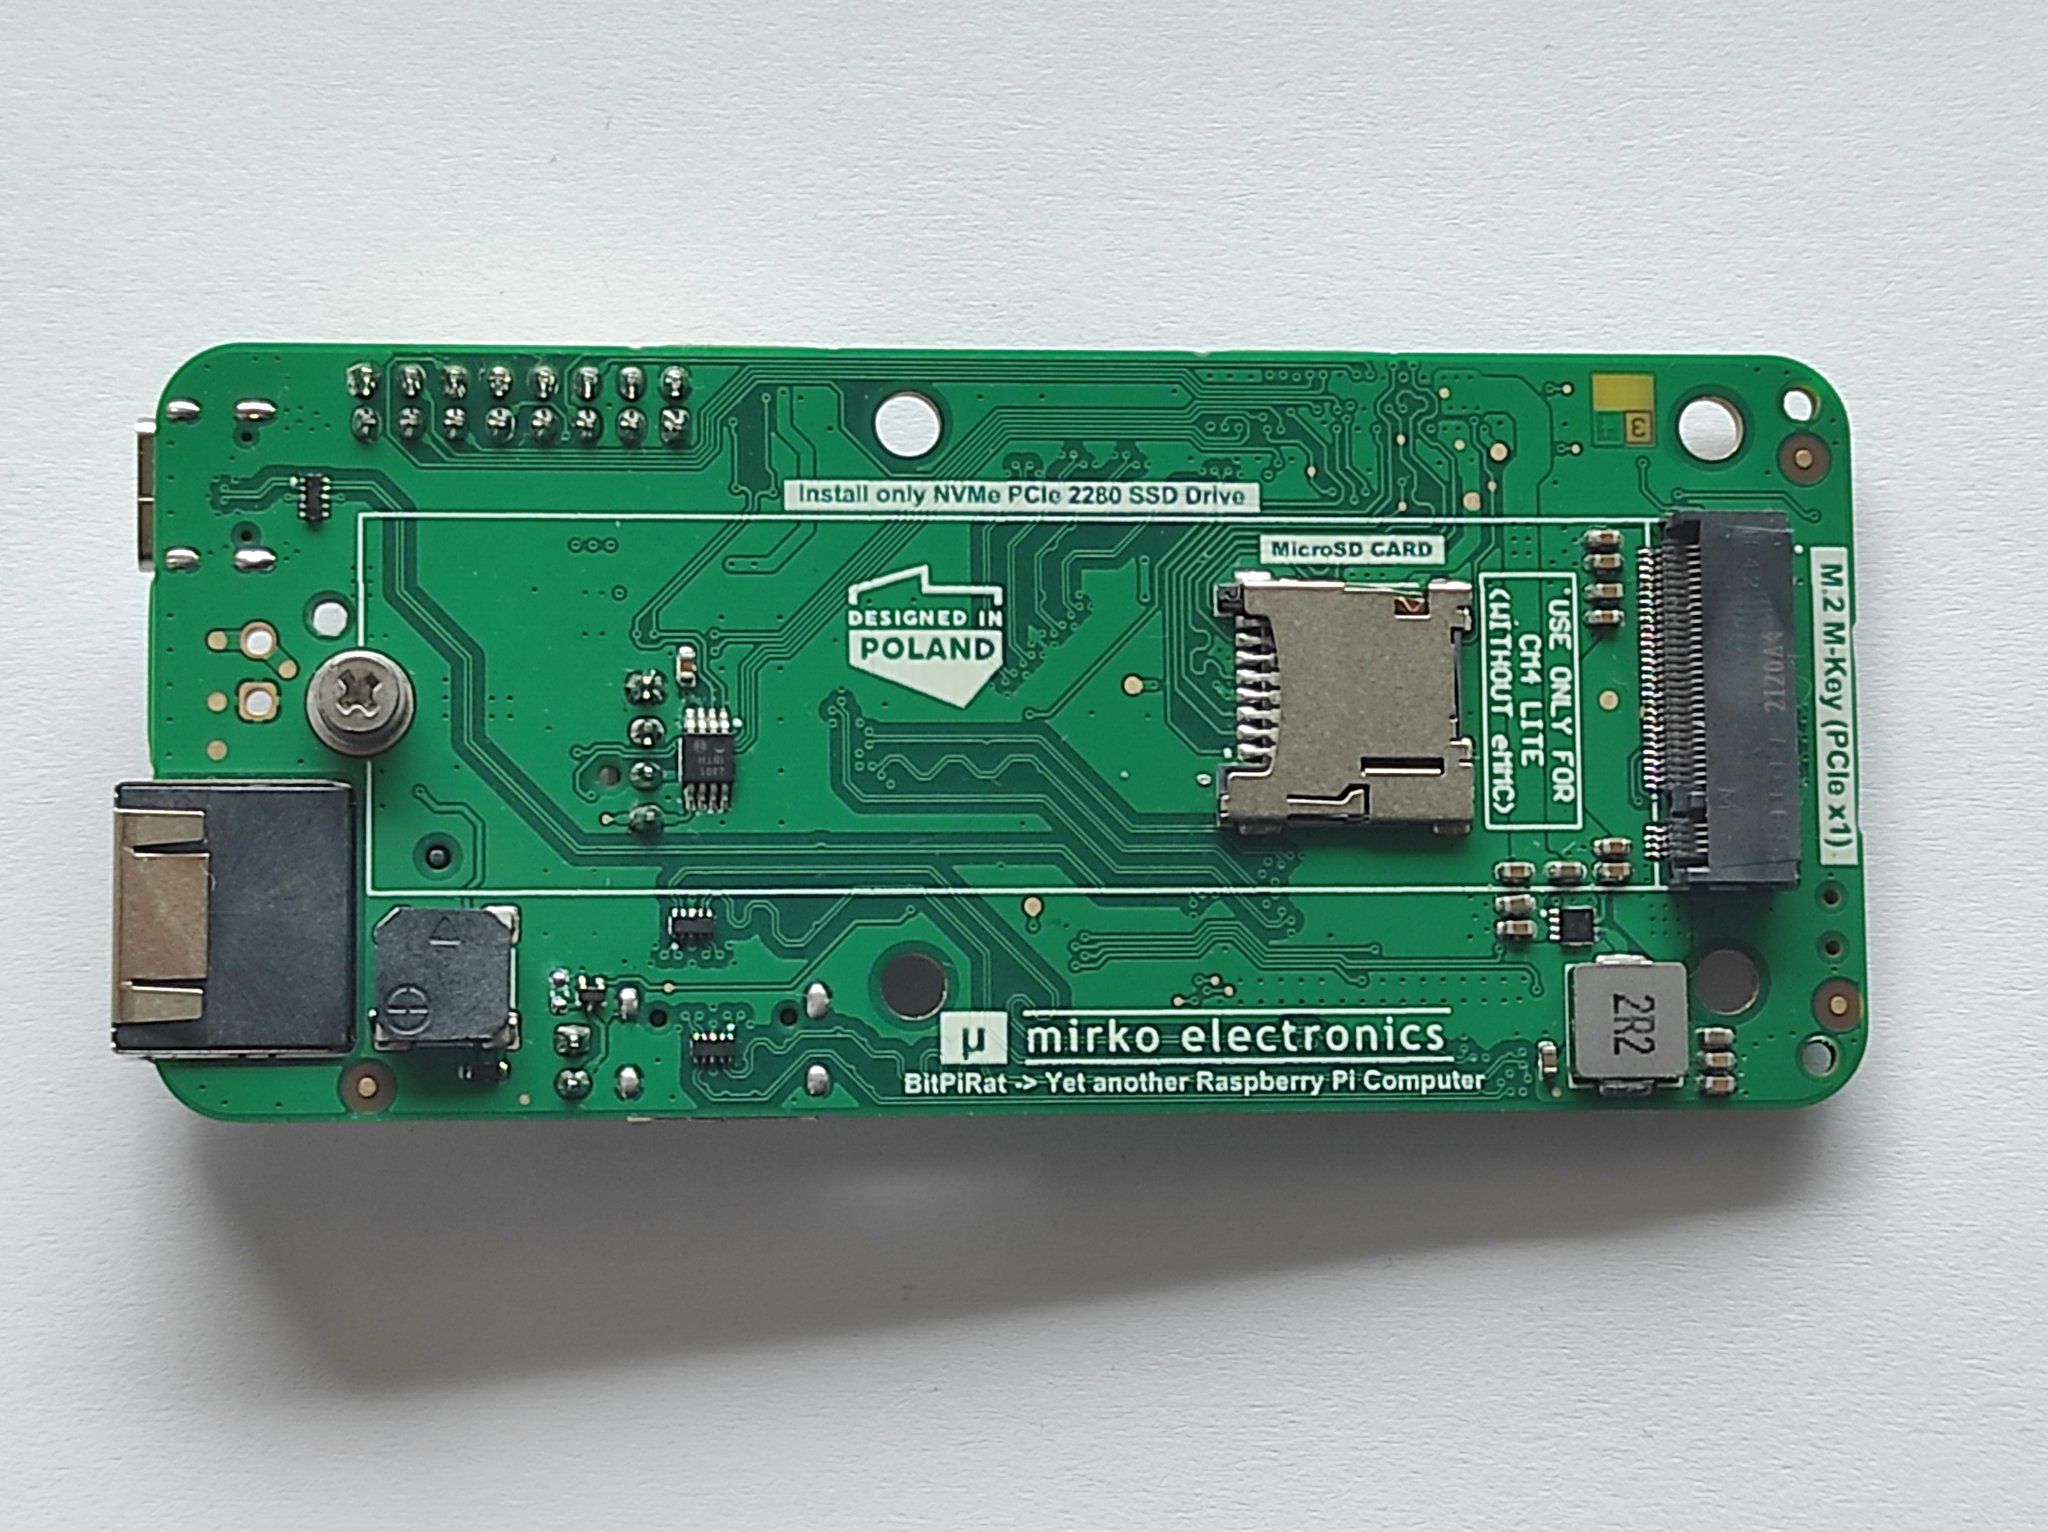 Install only NVMe PCIe 2280 SSD Drive
MicroSD CARD
DESIGNED IN
POLAND
*USE ONLY FOR
CM4 LITE
(WITHOUT eMMC)
M.2 M-Key (PCIe x1)
2120A4
2R2
µ mirko electronics
BitPiRat -> Yet another Raspberry Pi Computer